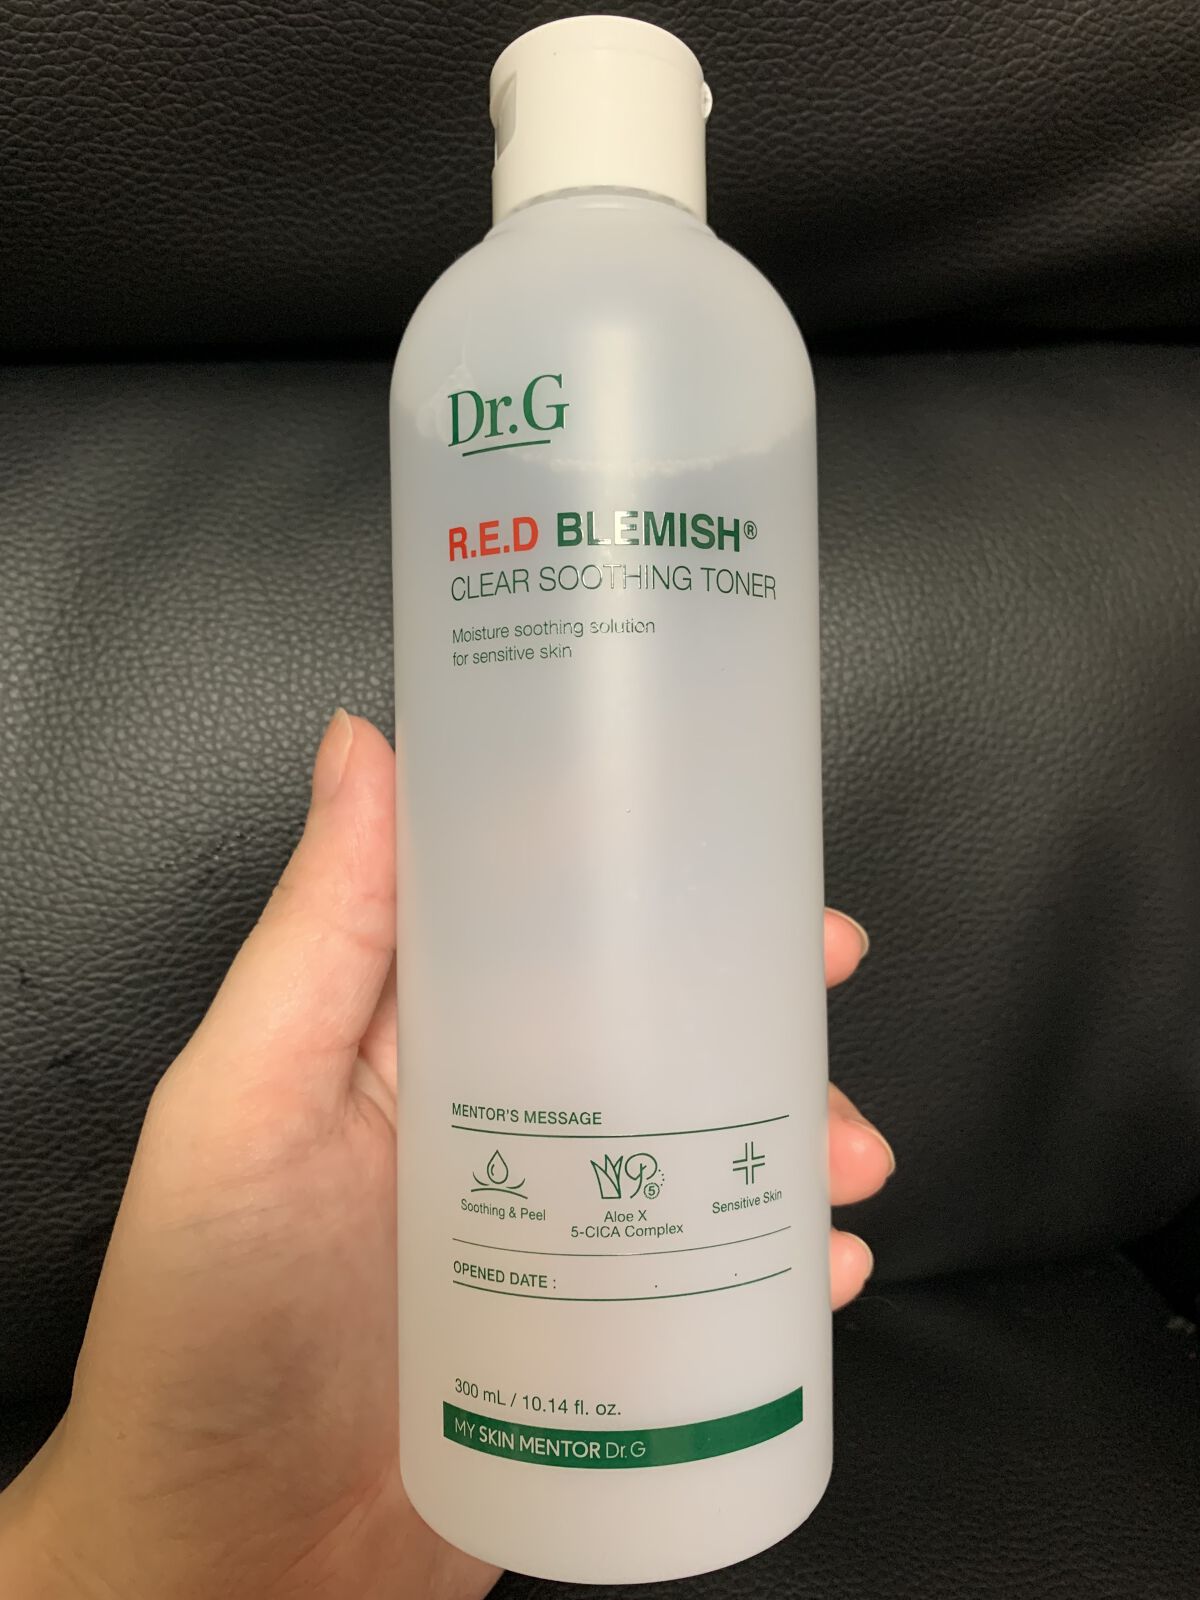 Dr.G
R.E.D BLEMISH®
CLEAR SOOTHING TONER
Moisture soothing solution
for sensitive skin
MENTOR'S MESSAGE
Soothing & Peel
5
Aloe X
5-CICA Complex
Sensitive Skin
OPENED DATE : . .
300 mL / 10.14 fl. oz.
MY SKIN MENTOR Dr.G